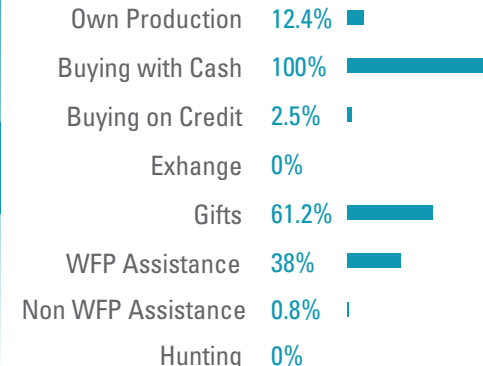 Own Production 12.4%
Buying with Cash 100%
Buying on Credit 2.5%
Exhange 0%
Gifts 61.2%
WFP Assistance 38%
Non WFP Assistance 0.8%
Hunting 0%